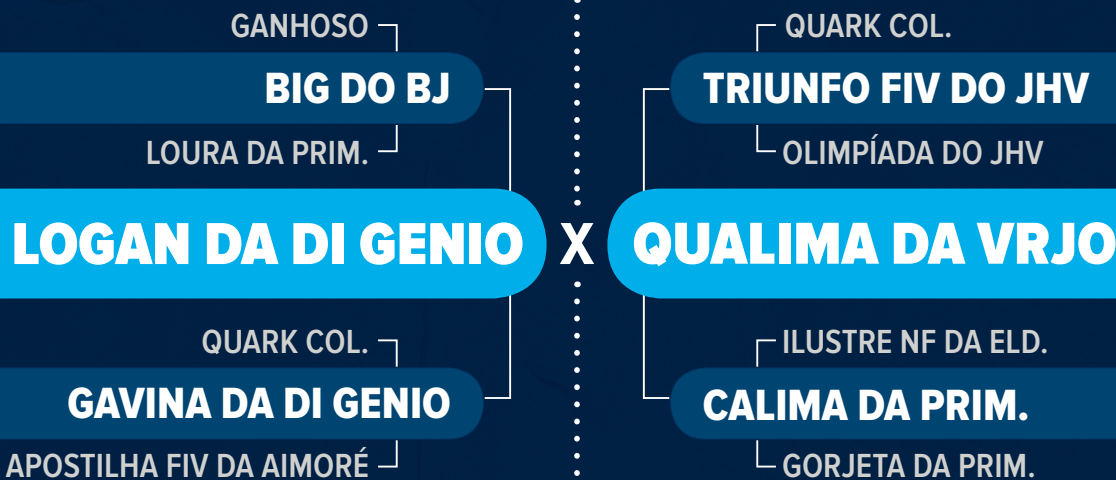 GANHOSO
BIG DO BJ
LOURA DA PRIM.
LOGAN DA DI GENIO
QUARK COL.
GAVINA DA DI GENIO
APOSTILHA FIV DA AIMORÉ
X
QUARK COL.
TRIUNFO FIV DO JHV
OLIMPÍADA DO JHV
QUALIMA DA VRJO
ILUSTRE NF DA ELD.
CALIMA DA PRIM.
GORJETA DA PRIM.